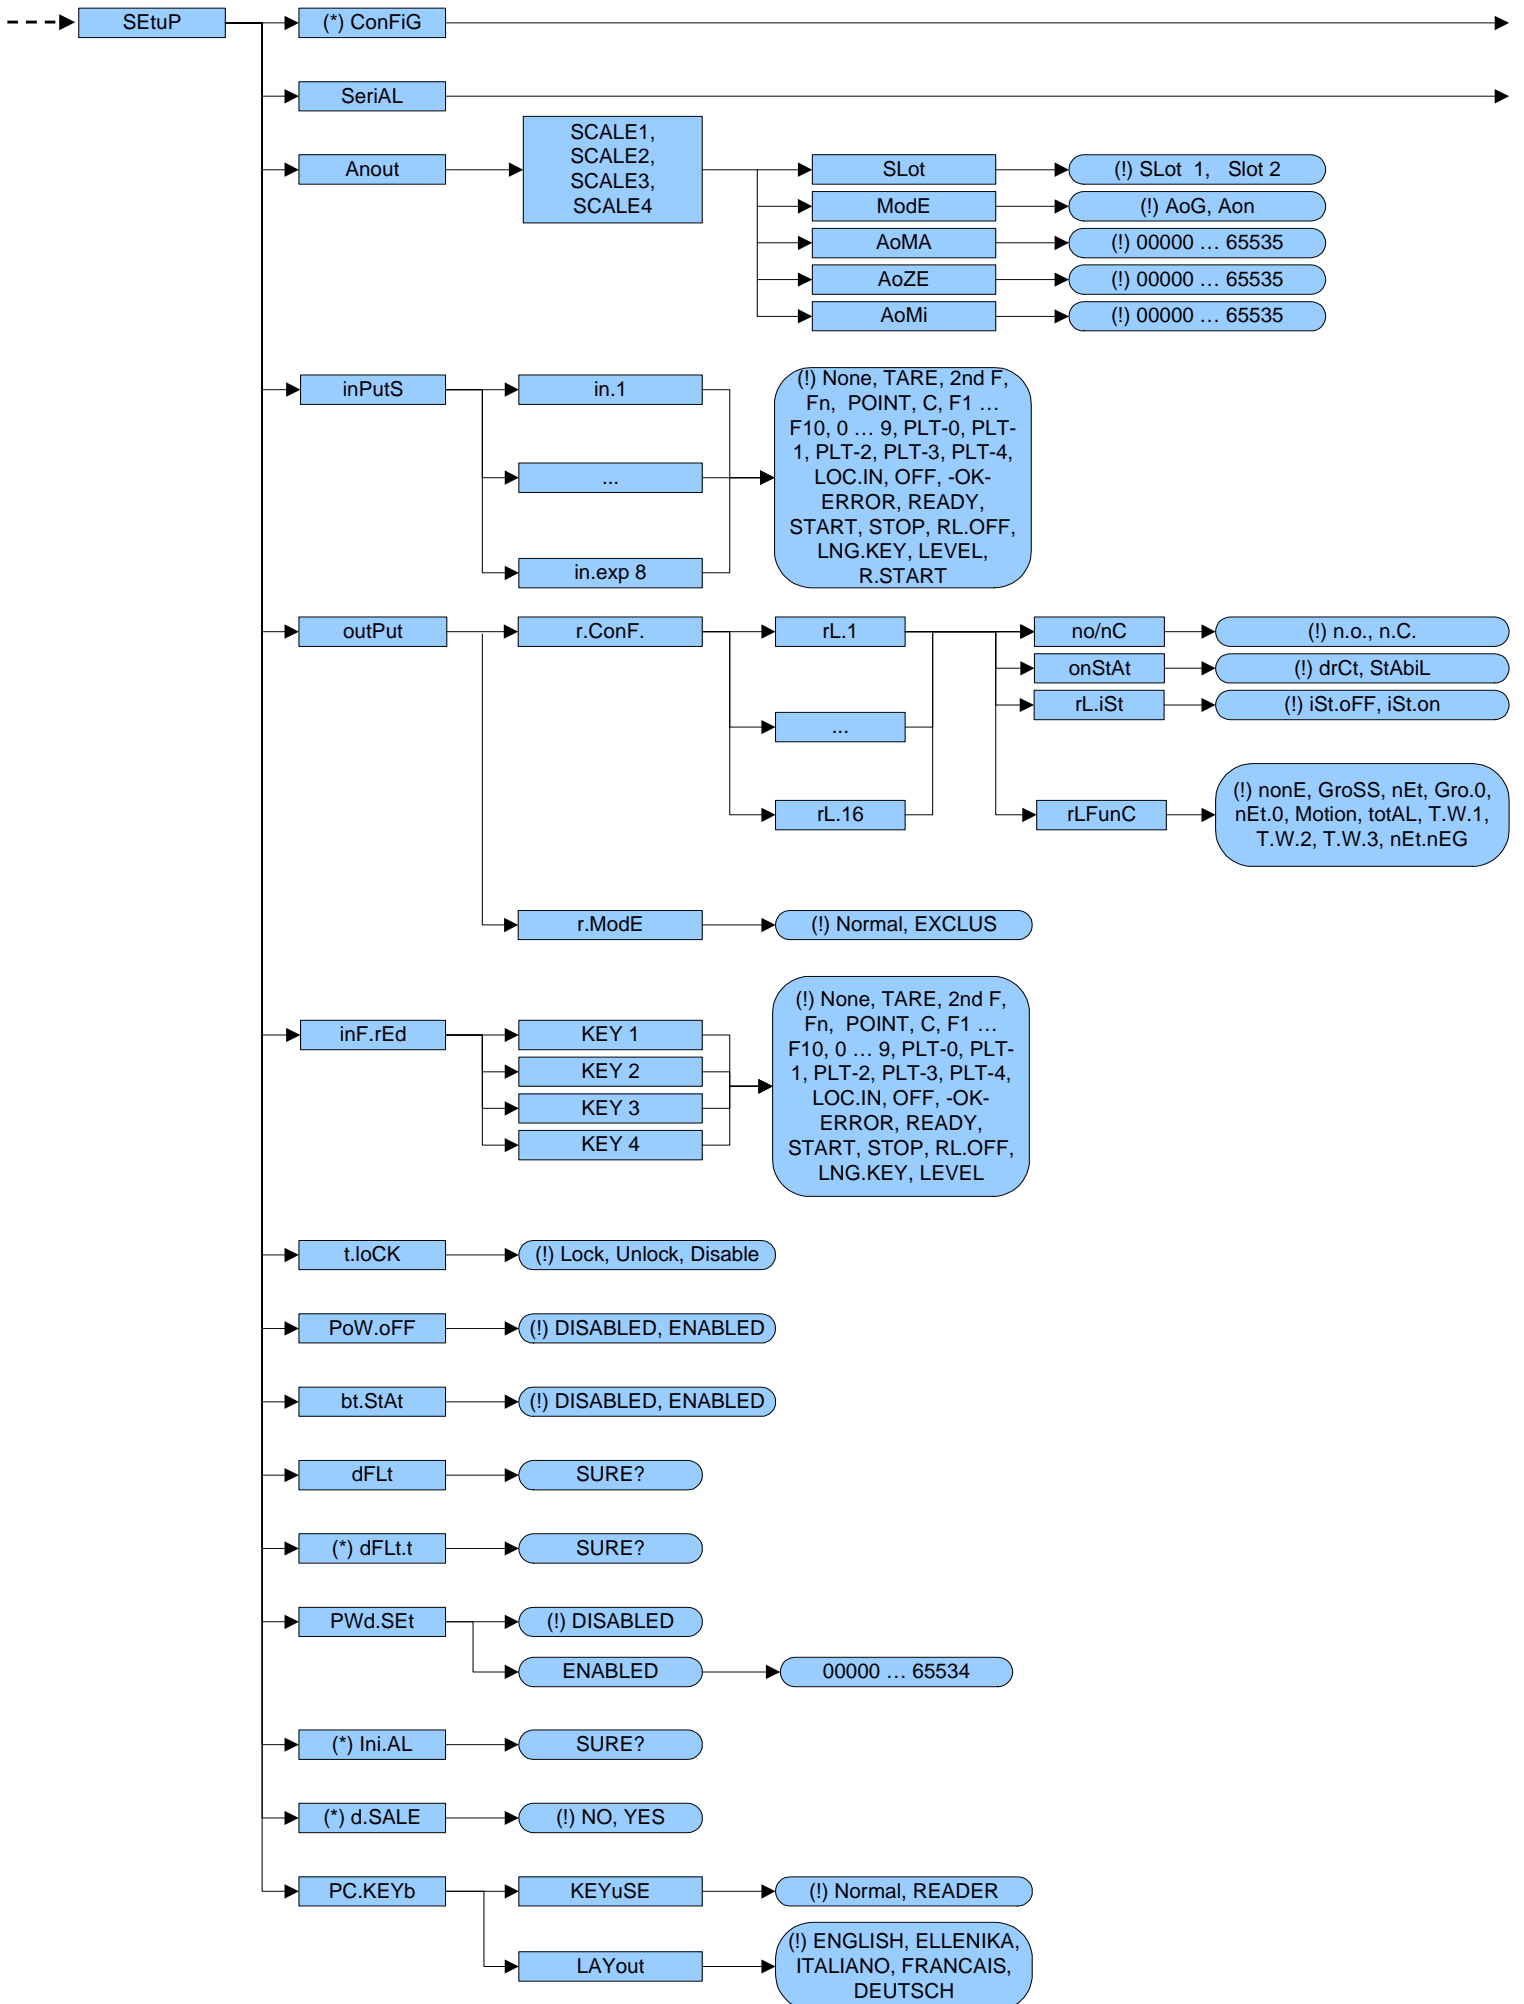 SEtuP
(*) ConFiG
SeriAL
Anout
SCALE1,
SCALE2,
SCALE3,
SCALE4
SLot
(!) SLot 1, Slot 2
ModE
(!) AoG, Aon
AoMA
(!) 00000 … 65535
AoZE
(!) 00000 … 65535
AoMi
(!) 00000 … 65535
inPutS
in.1
...
in.exp 8
(!) None, TARE, 2nd F,
Fn, POINT, C, F1 …
F10, 0 … 9, PLT-0, PLT-
1, PLT-2, PLT-3, PLT-4,
LOC.IN, OFF, -OK-
ERROR, READY,
START, STOP, RL.OFF,
LNG.KEY, LEVEL,
R.START
outPut
r.ConF.
rL.1
...
rL.16
no/nC
(!) n.o., n.C.
onStAt
(!) drCt, StAbiL
rL.iSt
(!) iSt.oFF, iSt.on
rLFunC
(!) nonE, GroSS, nEt, Gro.0,
nEt.0, Motion, totAL, T.W.1,
T.W.2, T.W.3, nEt.nEG
r.ModE
(!) Normal, EXCLUS
inF.rEd
KEY 1
KEY 2
KEY 3
KEY 4
(!) None, TARE, 2nd F,
Fn, POINT, C, F1 …
F10, 0 … 9, PLT-0, PLT-
1, PLT-2, PLT-3, PLT-4,
LOC.IN, OFF, -OK-
ERROR, READY,
START, STOP, RL.OFF,
LNG.KEY, LEVEL
t.loCK
(!) Lock, Unlock, Disable
PoW.oFF
(!) DISABLED, ENABLED
bt.StAt
(!) DISABLED, ENABLED
dFLt
SURE?
(*) dFLt.t
SURE?
PWd.SEt
(!) DISABLED
ENABLED
00000 … 65534
(*) Ini.AL
SURE?
(*) d.SALE
(!) NO, YES
PC.KEYb
KEYuSE
(!) Normal, READER
LAYout
(!) ENGLISH, ELLENIKA,
ITALIANO, FRANCAIS,
DEUTSCH